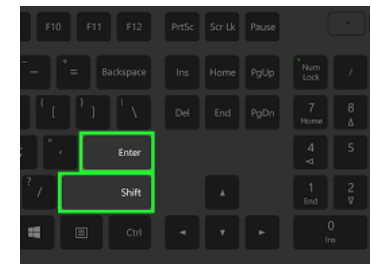 F10 F11 F12 PrtSc Scr Lk Pause
- + = Backspace Ins Home PgUp Num Lock /
{ [ } ] | \ Del End PgDn 7 Home 8
" ' Enter 4 5
? / Shift 1 End 2
Ctrl 0 Ins